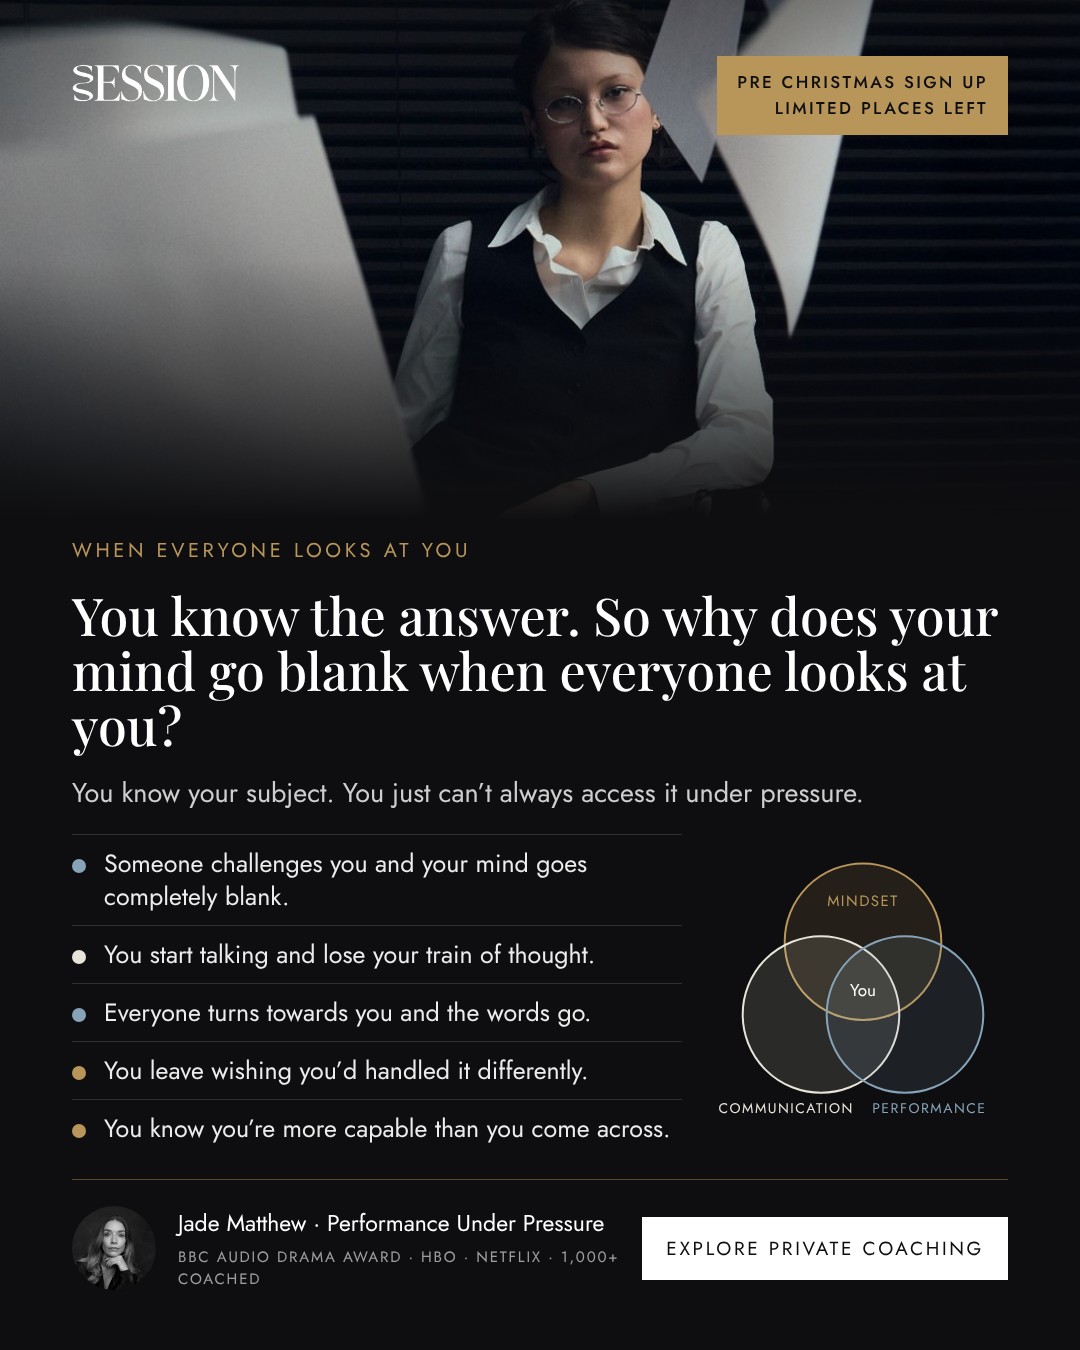 SESSION
PRE CHRISTMAS SIGN UP
LIMITED PLACES LEFT
WHEN EVERYONE LOOKS AT YOU
You know the answer. So why does your
mind go blank when everyone looks at
you?
You know your subject. You just can’t always access it under pressure.
Someone challenges you and your mind goes
completely blank.
You start talking and lose your train of thought.
Everyone turns towards you and the words go.
You leave wishing you’d handled it differently.
You know you’re more capable than you come across.
MINDSET
You
COMMUNICATION
PERFORMANCE
Jade Matthew · Performance Under Pressure
BBC AUDIO DRAMA AWARD · HBO · NETFLIX · 1,000+
COACHED
EXPLORE PRIVATE COACHING